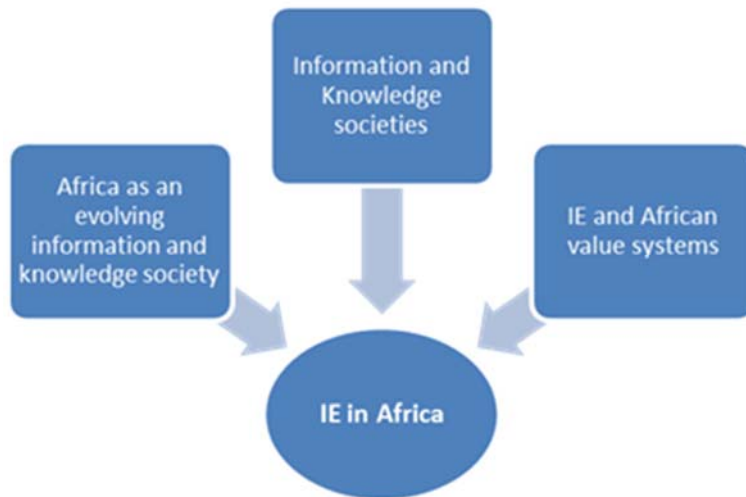 Information and
Knowledge
societies
Africa as an
evolving
information and
knowledge society
IE and African
value systems
IE in Africa